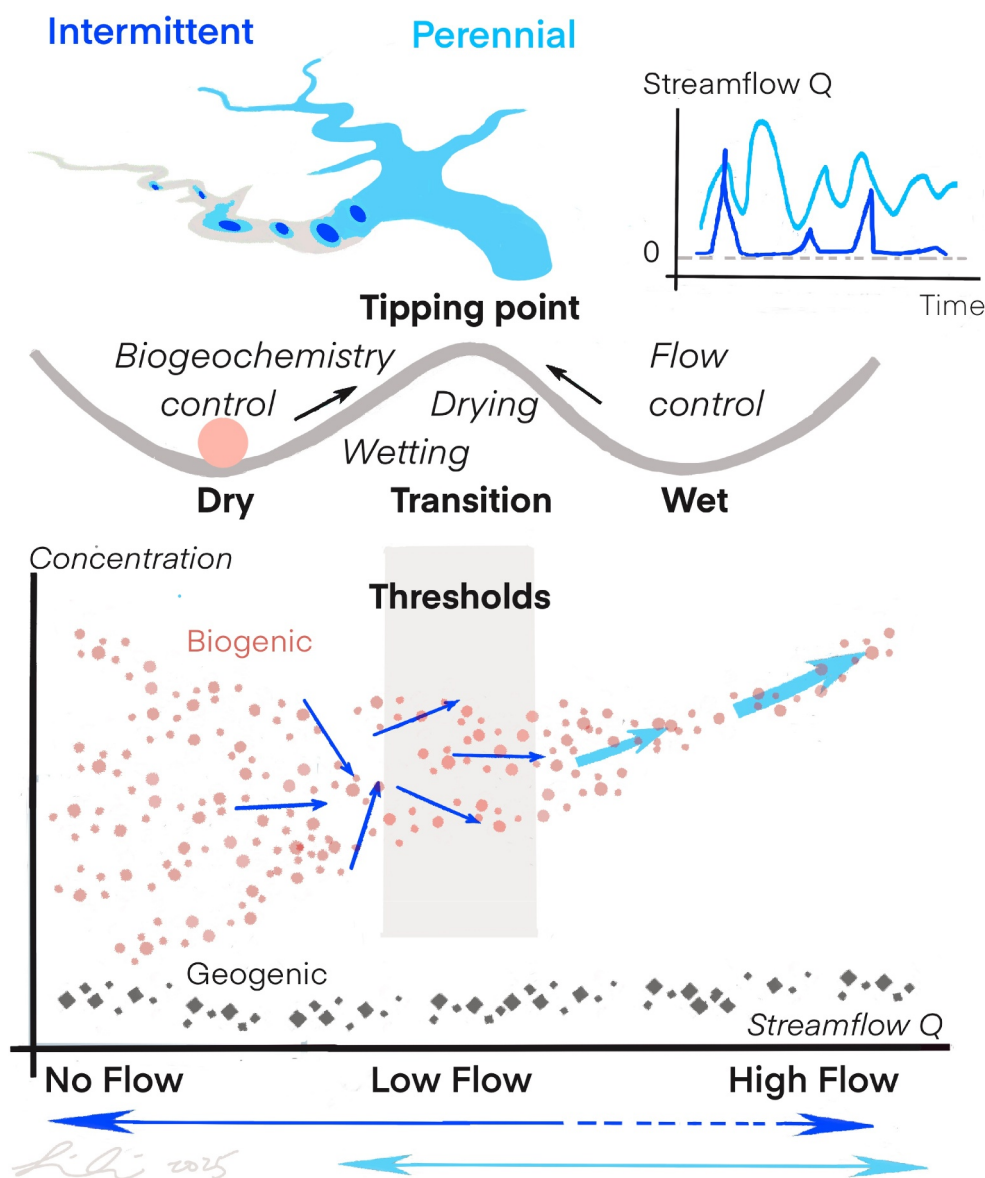 Intermittent
Perennial
Streamflow Q
0
Time
Tipping point
Biogeochemistry
control
Flow
control
Drying
Wetting
Dry
Transition
Wet
Concentration
Thresholds
Biogenic
Geogenic
Streamflow Q
No Flow
Low Flow
High Flow
2025